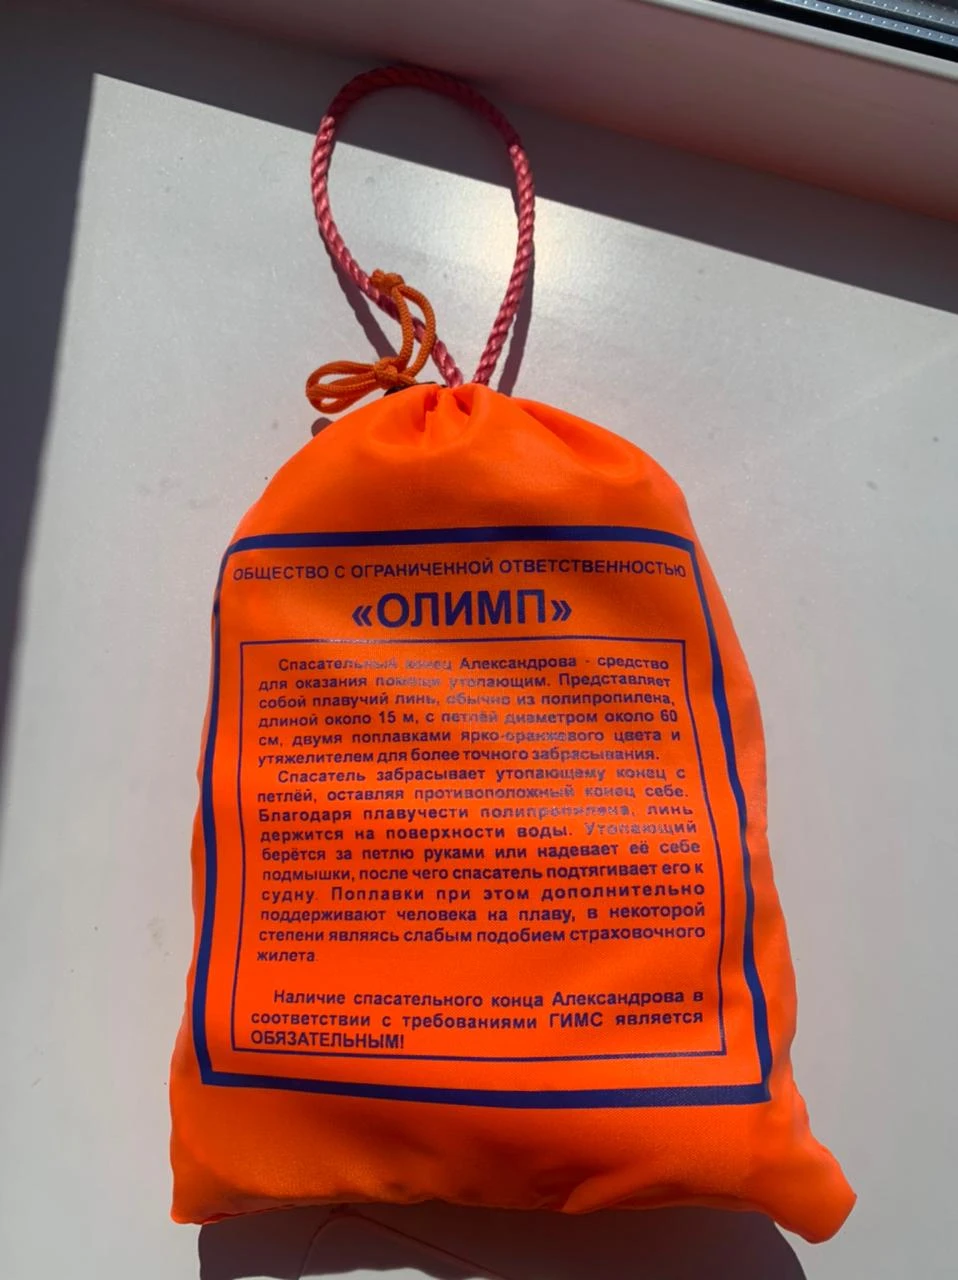 ОБЩЕСТВО С ОГРАНИЧЕННОЙ ОТВЕТСТВЕННОСТЬЮ
«ОЛИМП»
Спасательный конец Александрова - средство
для оказания помощи утопающим. Представляет
собой плавучий линь, обычно из полипропилена,
длиной около 15 м, с петлёй диаметром около 60
см, двумя поплавками ярко-оранжевого цвета и
утяжелителем для более точного забрасывания.
Спасатель забрасывает утопающему конец с
петлёй, оставляя противоположный конец себе.
Благодаря плавучести полипропилена, линь
держится на поверхности воды. Утопающий
берётся за петлю руками или надевает её себе
подмышки, после чего спасатель подтягивает его к
судну. Поплавки при этом дополнительно
поддерживают человека на плаву, в некоторой
степени являясь слабым подобием страховочного
жилета.
Наличие спасательного конца Александрова в
соответствии с требованиями ГИМС является
ОБЯЗАТЕЛЬНЫМ!